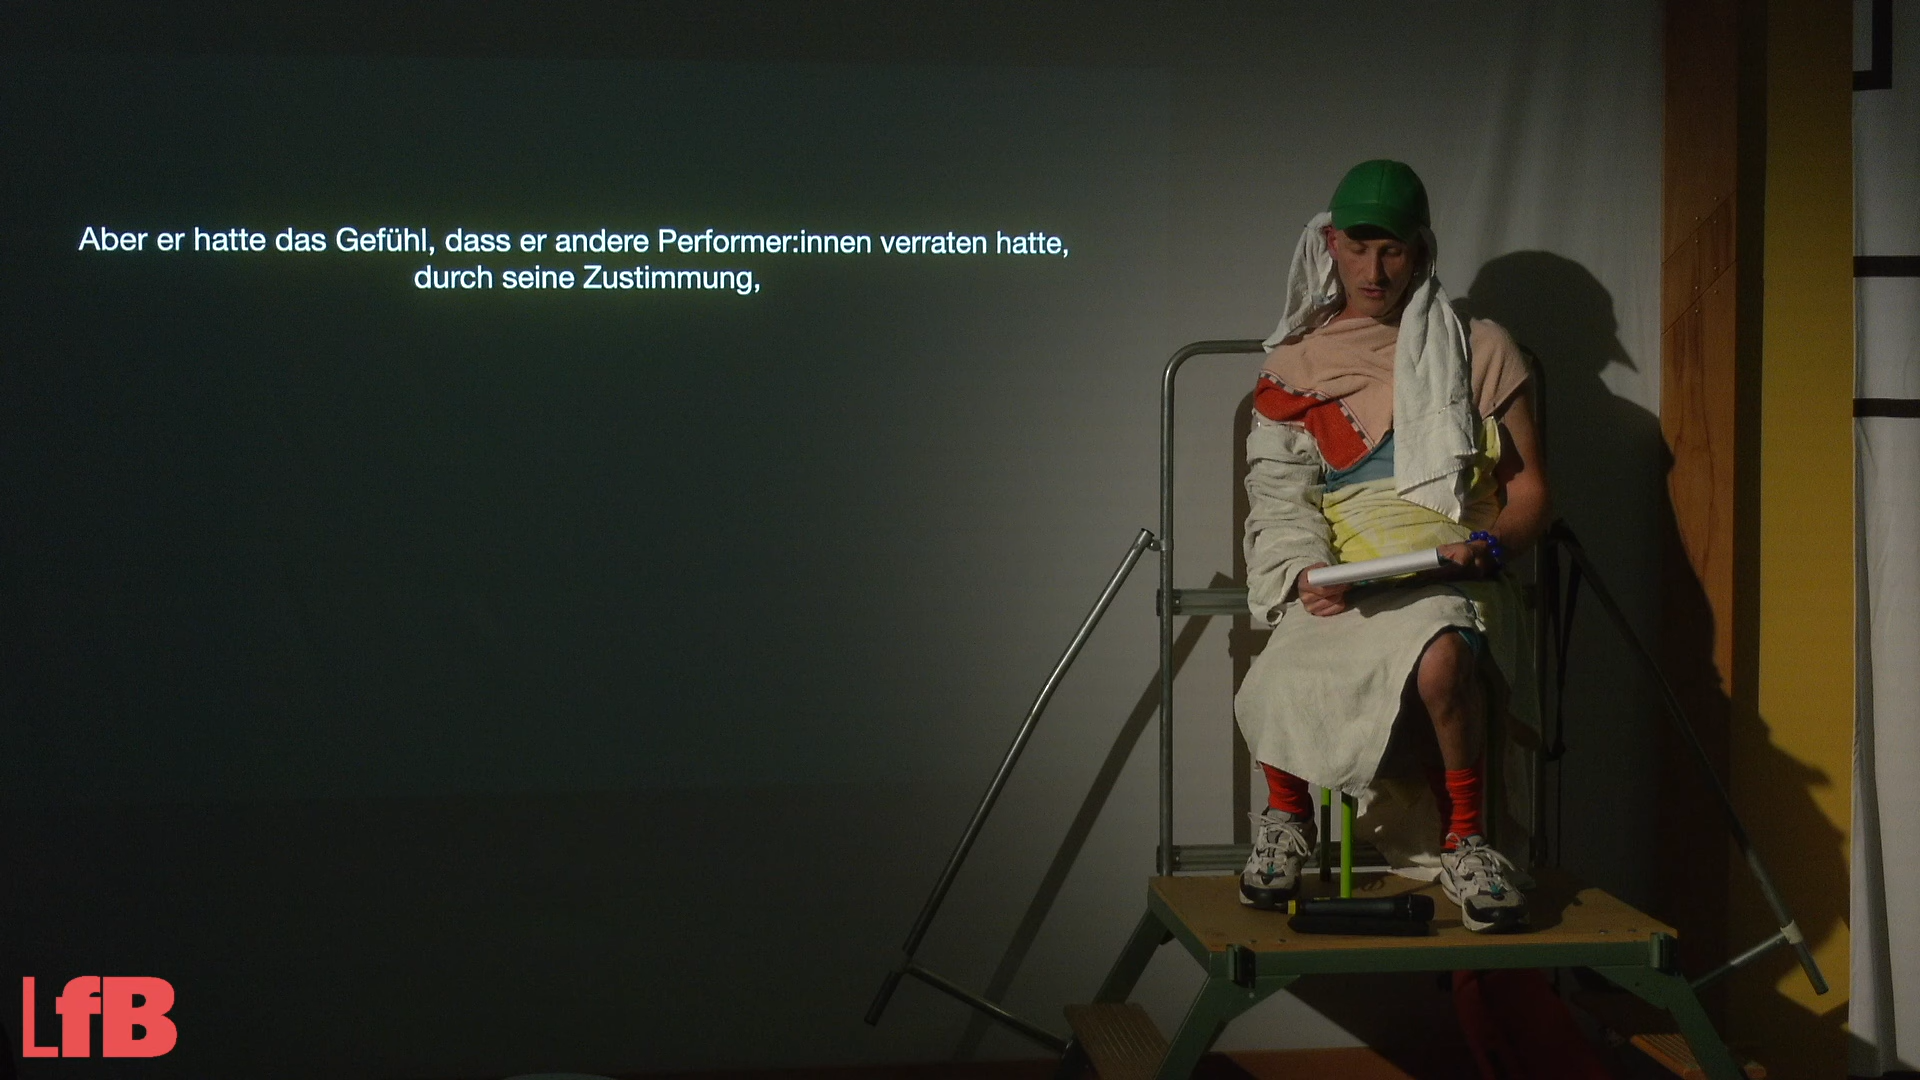 Aber er hatte das Gefühl, dass er andere Performer:innen verraten hatte,
durch seine Zustimmung,
LfB